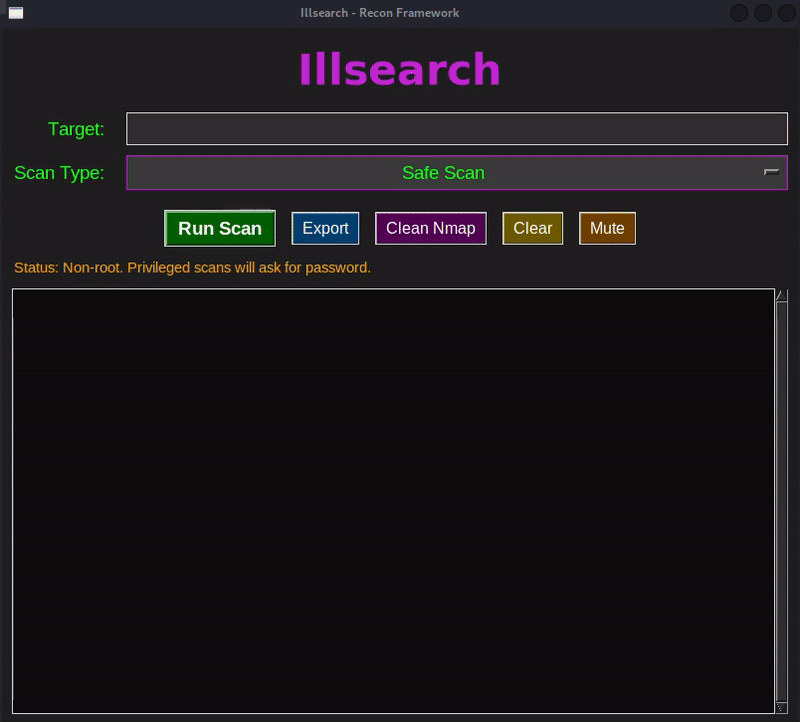 Illsearch - Recon Framework
Illsearch
Target:
Scan Type: Safe Scan
Run Scan Export Clean Nmap Clear Mute
Status: Non-root. Privileged scans will ask for password.